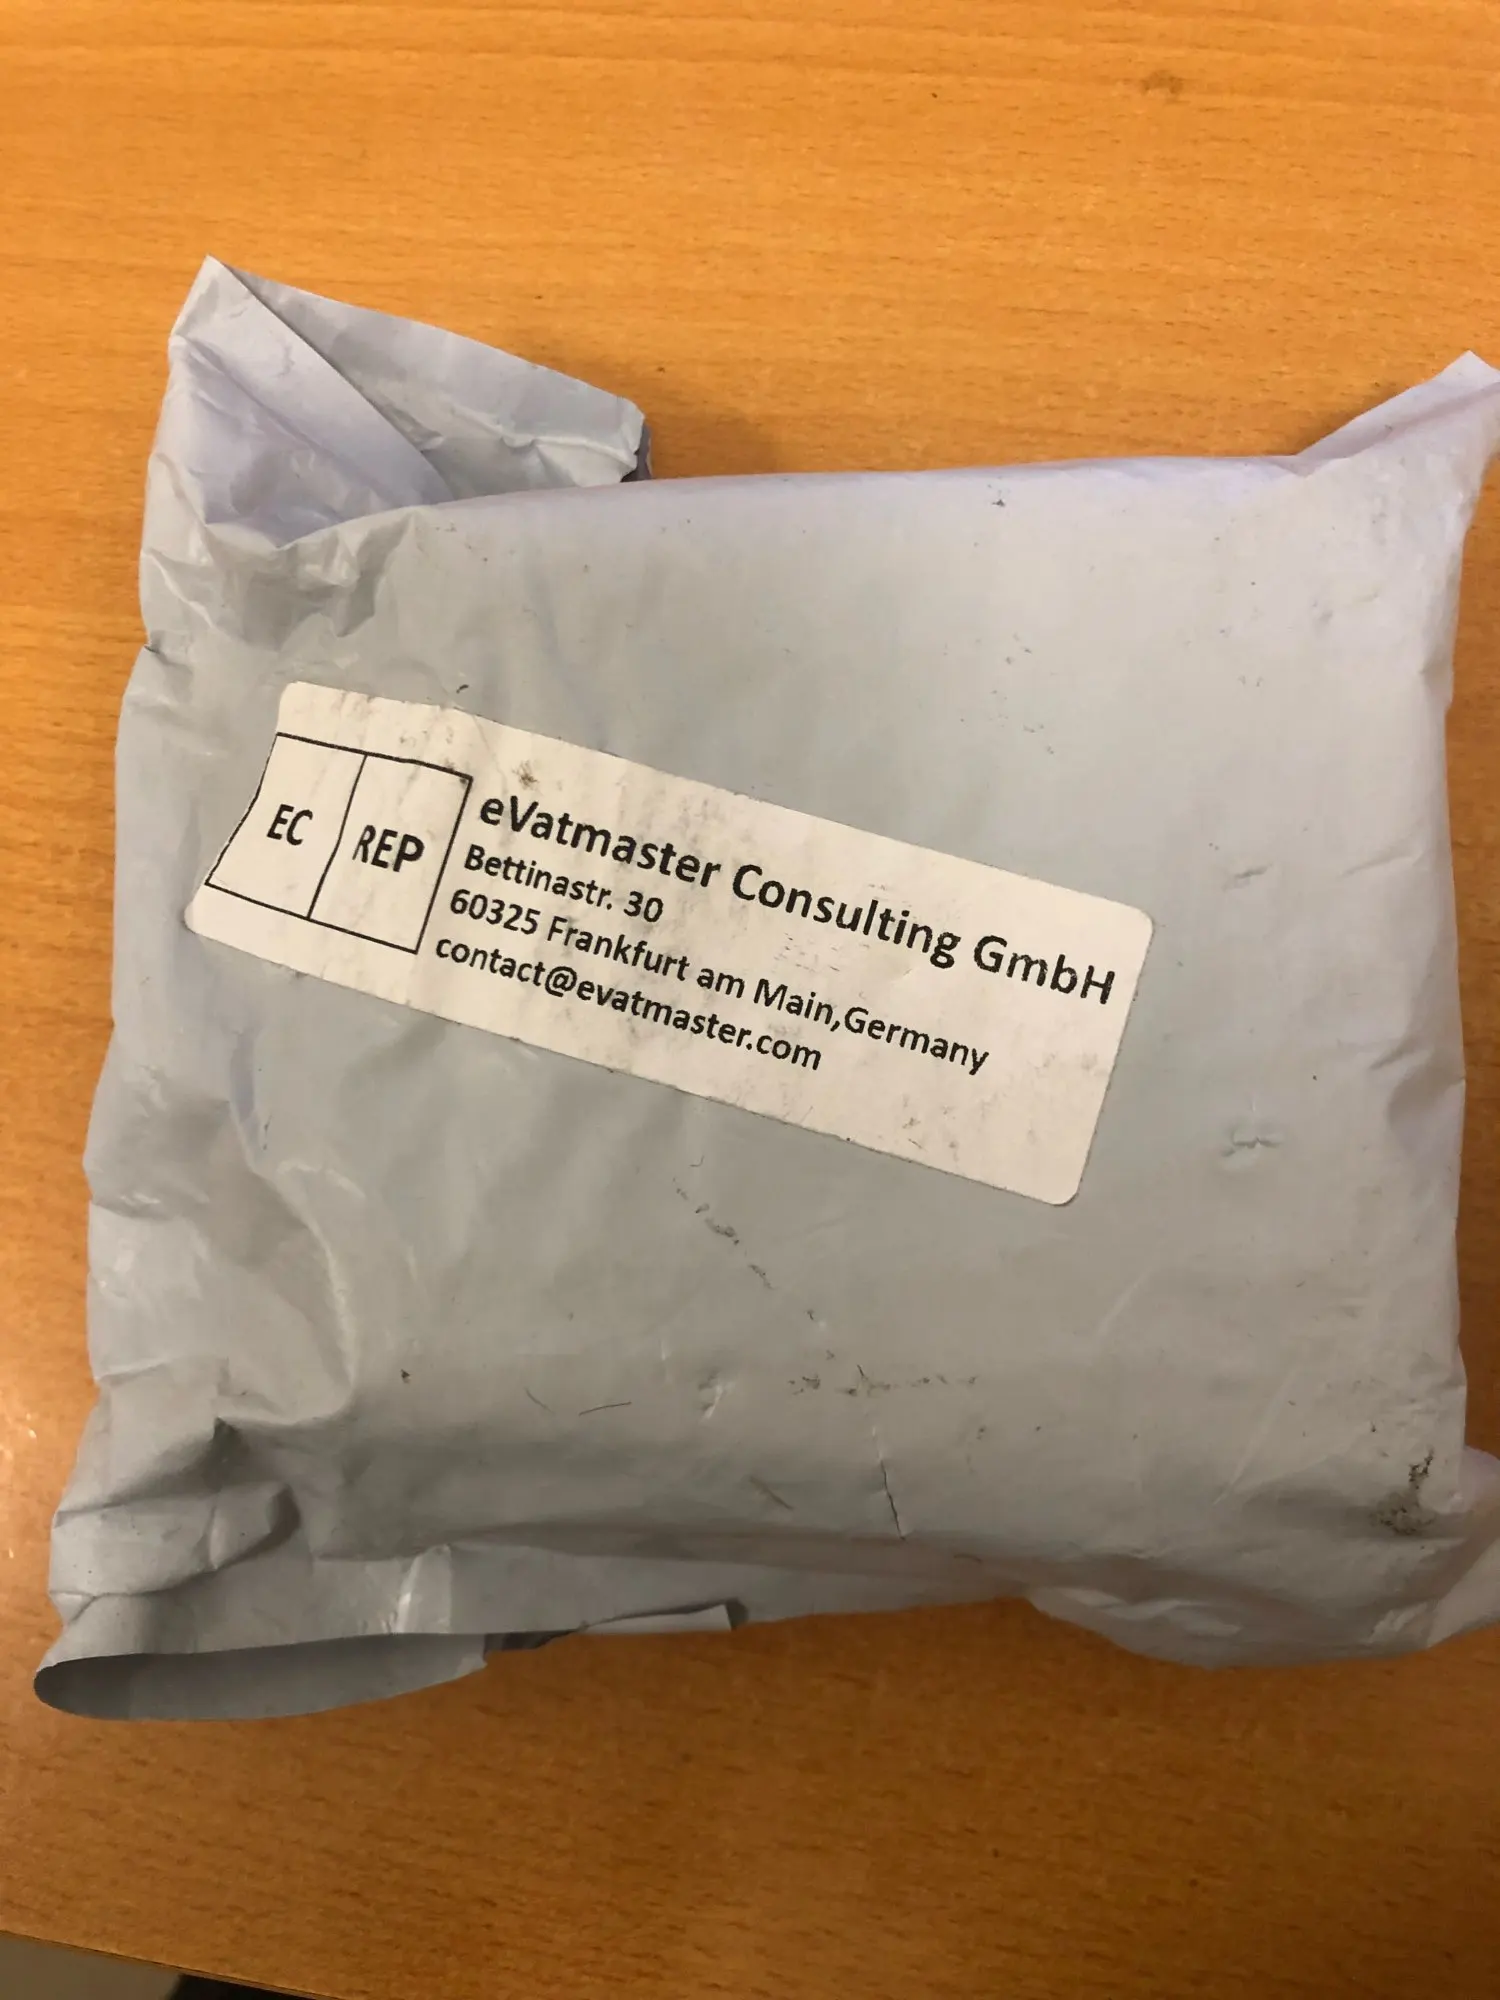 EC REP
eVatmaster Consulting GmbH
Bettinastr. 30
60325 Frankfurt am Main,Germany
contact@evatmaster.com